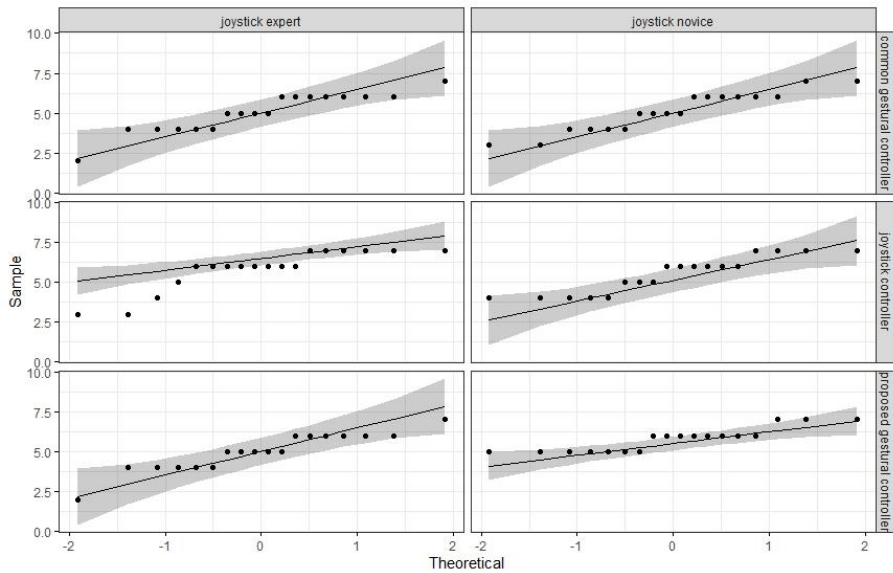 joystick expert
joystick novice
10.0
7.5
5.0
2.5
0.0
common gestural controller
10.0
7.5
5.0
2.5
0.0
joystick controller
10.0
7.5
5.0
2.5
0.0
proposed gestural controller
Sample
-2 -1 0 1 2 -2 -1 0 1 2
Theoretical